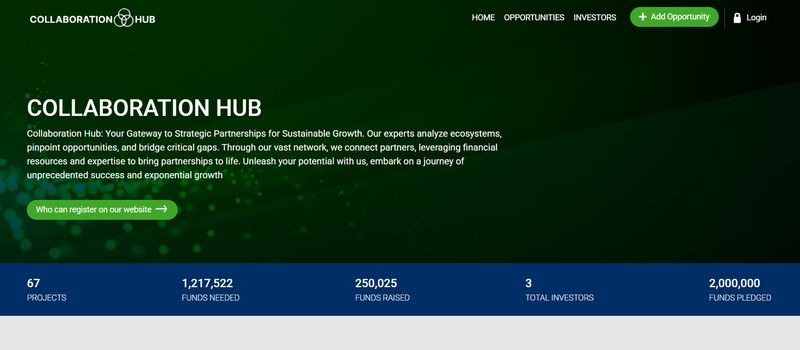 COLLABORATION HUB
HOME OPPORTUNITIES INVESTORS + Add Opportunity Login
COLLABORATION HUB
Collaboration Hub: Your Gateway to Strategic Partnerships for Sustainable Growth. Our experts analyze ecosystems,
pinpoint opportunities, and bridge critical gaps. Through our vast network, we connect partners, leveraging financial
resources and expertise to bring partnerships to life. Unleash your potential with us, embark on a journey of
unprecedented success and exponential growth
Who can register on our website →
67 1,217,522 250,025 3 2,000,000
PROJECTS FUNDS NEEDED FUNDS RAISED TOTAL INVESTORS FUNDS PLEDGED